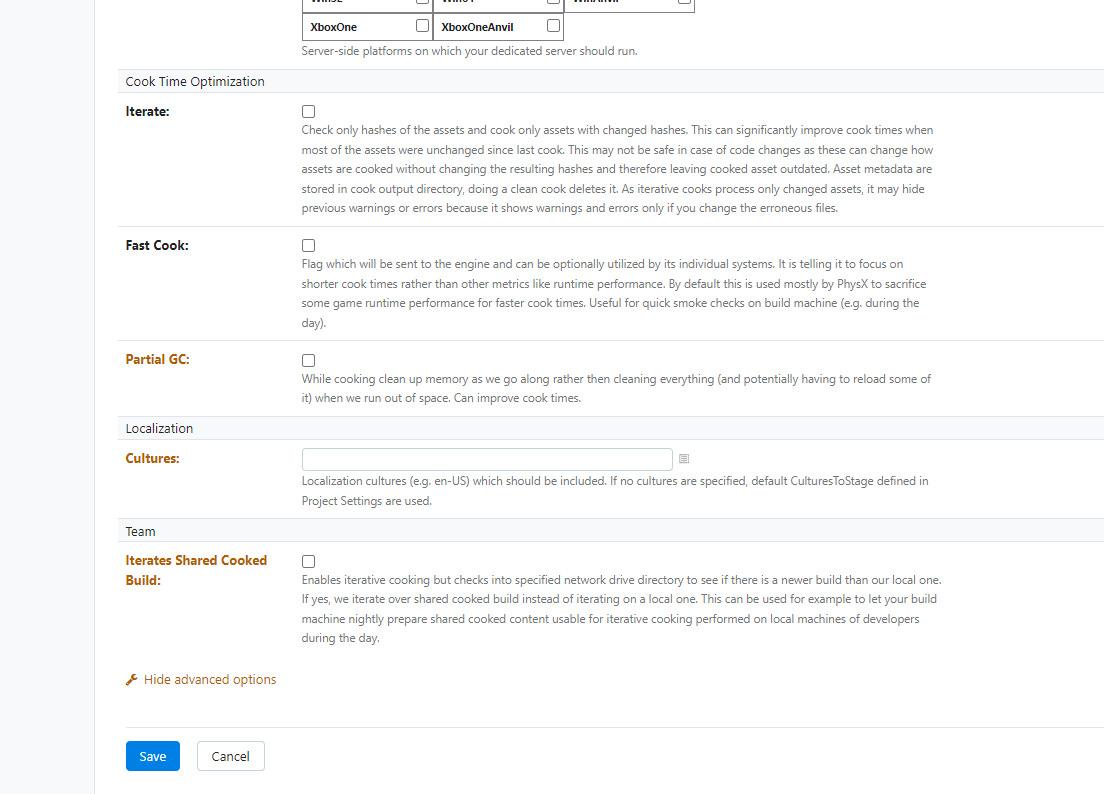 XboxOne XboxOneAnvil
Server-side platforms on which your dedicated server should run.
Cook Time Optimization
Iterate:
Check only hashes of the assets and cook only assets with changed hashes. This can significantly improve cook times when
most of the assets were unchanged since last cook. This may not be safe in case of code changes as these can change how
assets are cooked without changing the resulting hashes and therefore leaving cooked asset outdated. Asset metadata are
stored in cook output directory, doing a clean cook deletes it. As iterative cooks process only changed assets, it may hide
previous warnings or errors because it shows warnings and errors only if you change the erroneous files.
Fast Cook:
Flag which will be sent to the engine and can be optionally utilized by its individual systems. It is telling it to focus on
shorter cook times rather than other metrics like runtime performance. By default this is used mostly by PhysX to sacrifice
some game runtime performance for faster cook times. Useful for quick smoke checks on build machine (e.g. during the
day).
Partial GC:
While cooking clean up memory as we go along rather then cleaning everything (and potentially having to reload some of
it) when we run out of space. Can improve cook times.
Localization
Cultures:
Localization cultures (e.g. en-US) which should be included. If no cultures are specified, default CulturesToStage defined in
Project Settings are used.
Team
Iterates Shared Cooked
Build:
Enables iterative cooking but checks into specified network drive directory to see if there is a newer build than our local one.
If yes, we iterate over shared cooked build instead of iterating on a local one. This can be used for example to let your build
machine nightly prepare shared cooked content usable for iterative cooking performed on local machines of developers
during the day.
Hide advanced options
Save Cancel